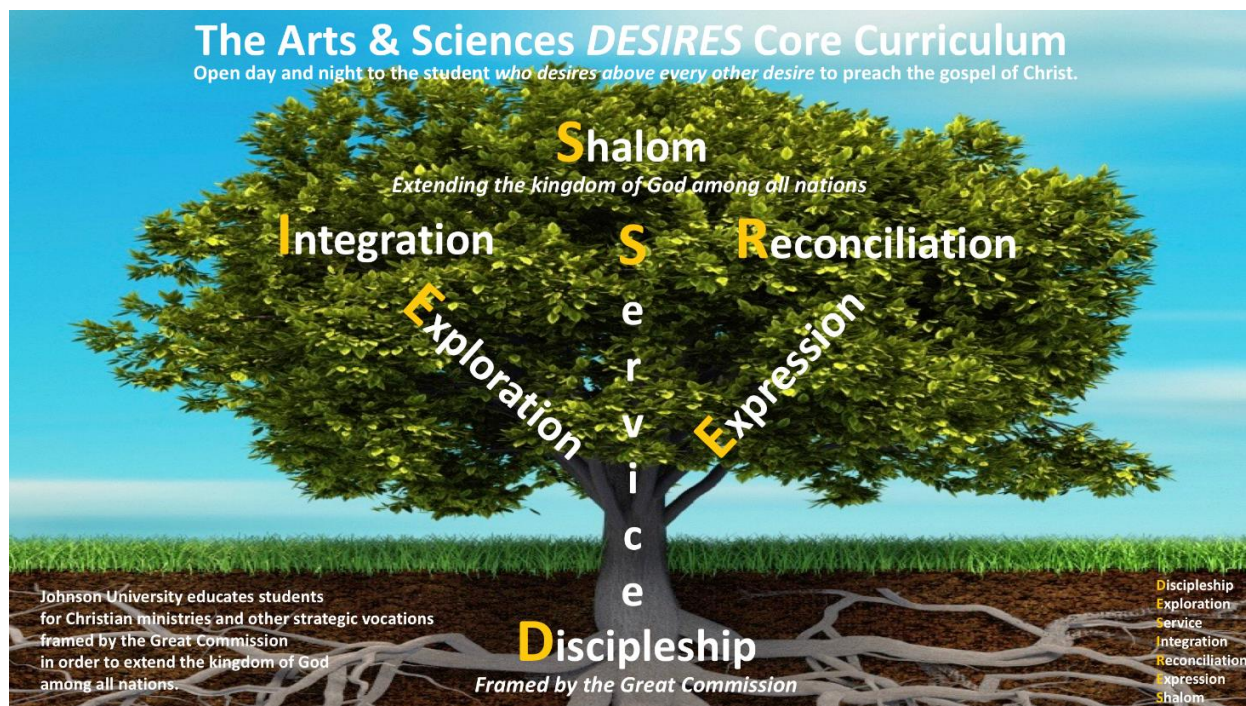 The Arts & Sciences DESIRES Core Curriculum
Open day and night to the student who desires above every other desire to preach the gospel of Christ.
Shalom
Extending the kingdom of God among all nations
Integration
Service
Reconciliation
Exploration
Expression
Discipleship
Framed by the Great Commission
Johnson University educates students
for Christian ministries and other strategic vocations
framed by the Great Commission
in order to extend the kingdom of God
among all nations.
Discipleship
Exploration
Service
Integration
Reconciliation
Expression
Shalom